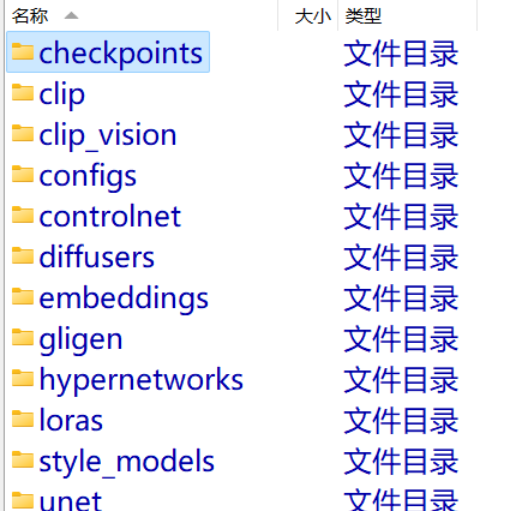 名称 大小 类型
checkpoints 文件目录
clip 文件目录
clip_vision 文件目录
configs 文件目录
controlnet 文件目录
diffusers 文件目录
embeddings 文件目录
gligen 文件目录
hypernetworks 文件目录
loras 文件目录
style_models 文件目录
unet 文件目录